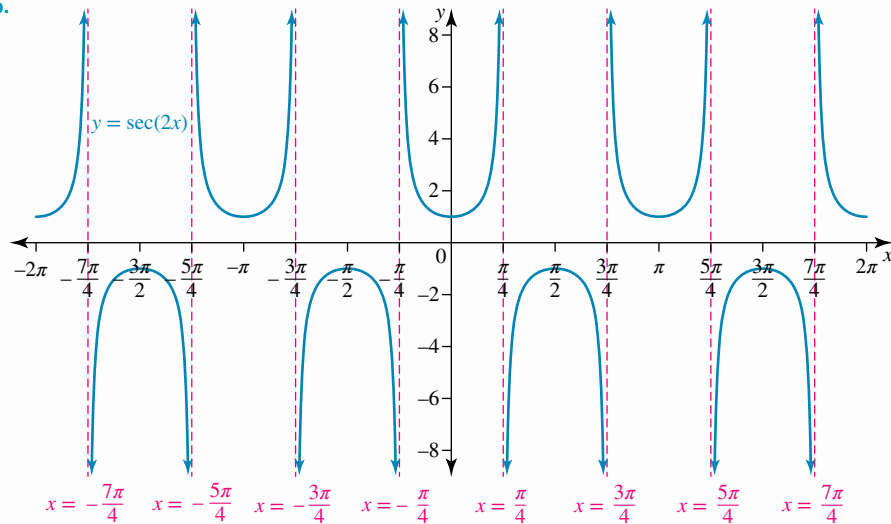 y
8
6
y = sec(2x)
4
2
0
x
−2π
−7π/4
−3π/2
−5π/4
−π
−3π/4
−π/2
−π/4
π/4
π/2
3π/4
π
5π/4
3π/2
7π/4
2π
−2
−4
−6
−8
x = −7π/4
x = −5π/4
x = −3π/4
x = −π/4
x = π/4
x = 3π/4
x = 5π/4
x = 7π/4